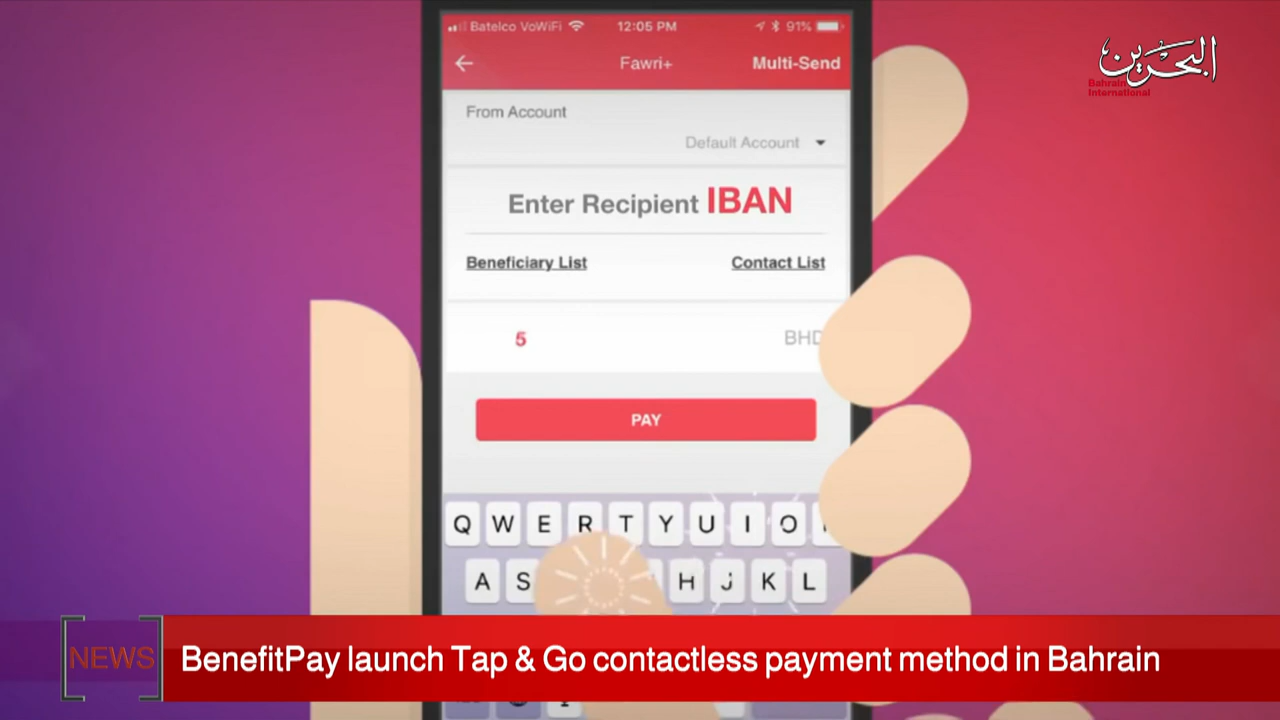 Batelco VoWiFi 12:05 PM 91%
Fawri+ Multi-Send
البحرين
Bahrain
International
From Account
Default Account
Enter Recipient IBAN
Beneficiary List Contact List
5 BHD
PAY
Q W E R T Y U I O
A S H J K L
NEWS BenefitPay launch Tap & Go contactless payment method in Bahrain